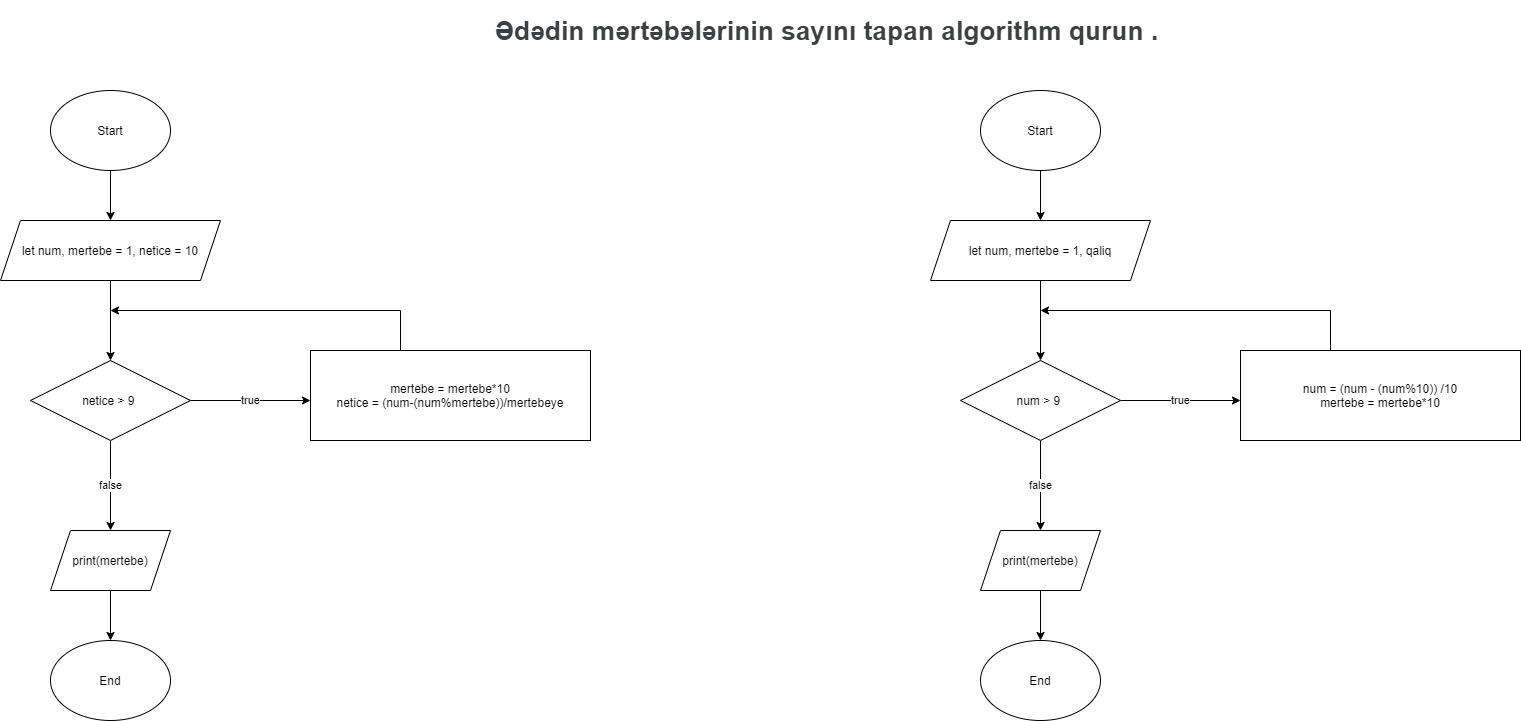 Ədədin mərtəbələrinin sayını tapan algorithm qurun .
Start
let num, mertebe = 1, netice = 10
netice > 9
true
mertebe = mertebe*10
netice = (num-(num%mertebe))/mertebeye
false
print(mertebe)
End
Start
let num, mertebe = 1, qaliq
num > 9
true
num = (num - (num%10)) /10
mertebe = mertebe*10
false
print(mertebe)
End